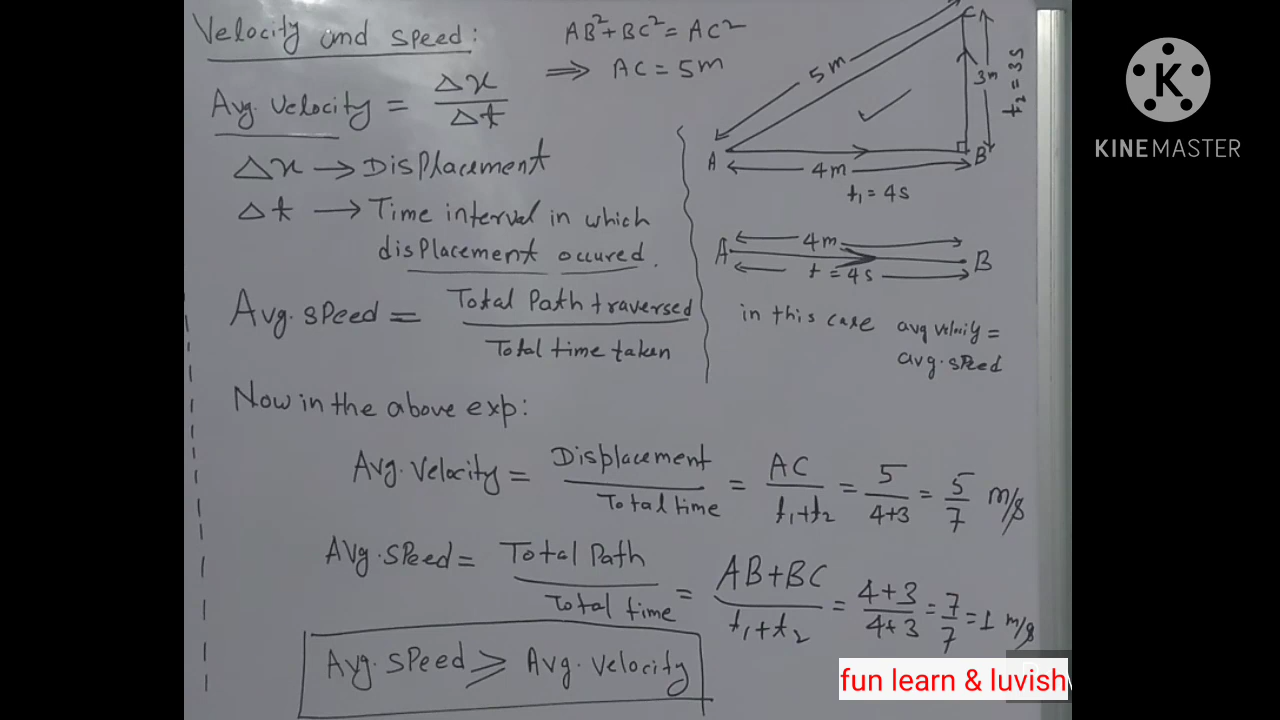 Velocity and speed:
AB²+BC² = AC²
⟹ AC = 5m
Avg. Velocity = Δx/Δt
Δx → Displacement
Δt → Time interval in which
displacement occured.
Avg. speed = Total Path traversed/Total time taken
C
5m
3m
t₂ = 3s
A
B
4m
t₁ = 4s
4m
A
B
t = 4s
in this case avg velocity =
avg. speed
Now in the above exp:
Avg. Velocity = Displacement/Total time = AC/t₁+t₂ = 5/4+3 = 5/7 m/s
Avg. speed = Total Path/Total time = AB+BC/t₁+t₂ = 4+3/4+3 = 7/7 = 1 m/s
Avg. speed ⩾ Avg. velocity
K
KINEMASTER
fun learn & luvish